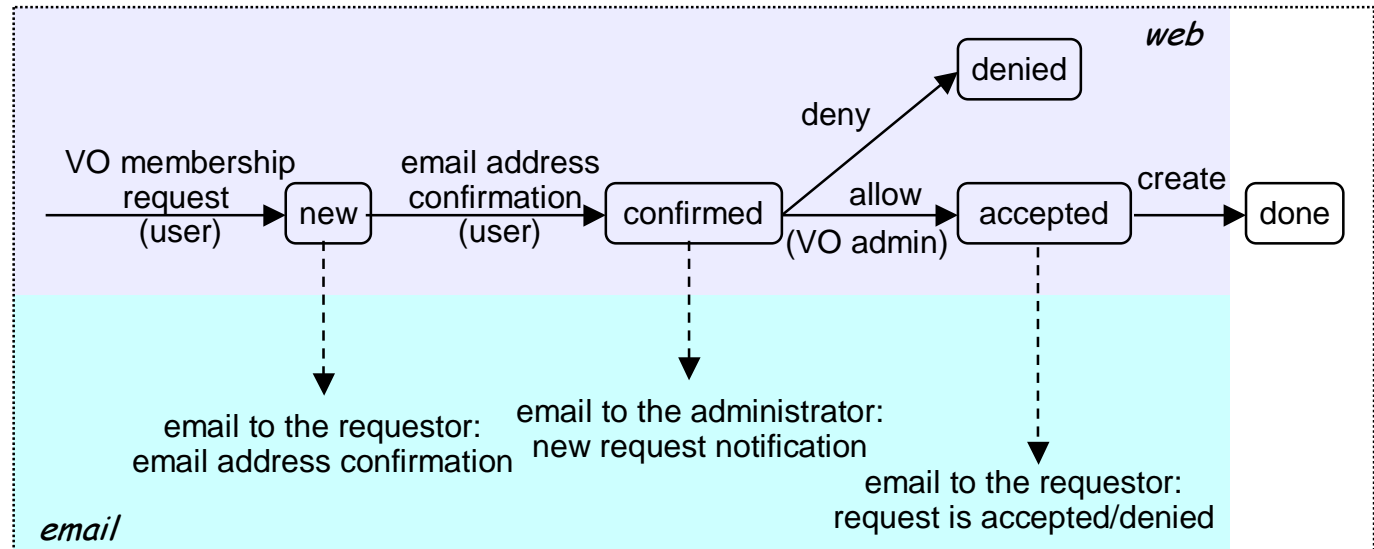 web
denied
deny
VO membership
request
(user)
new
email address
confirmation
(user)
confirmed
allow
(VO admin)
accepted
create
done
email to the requestor:
email address confirmation
email to the administrator:
new request notification
email to the requestor:
request is accepted/denied
email